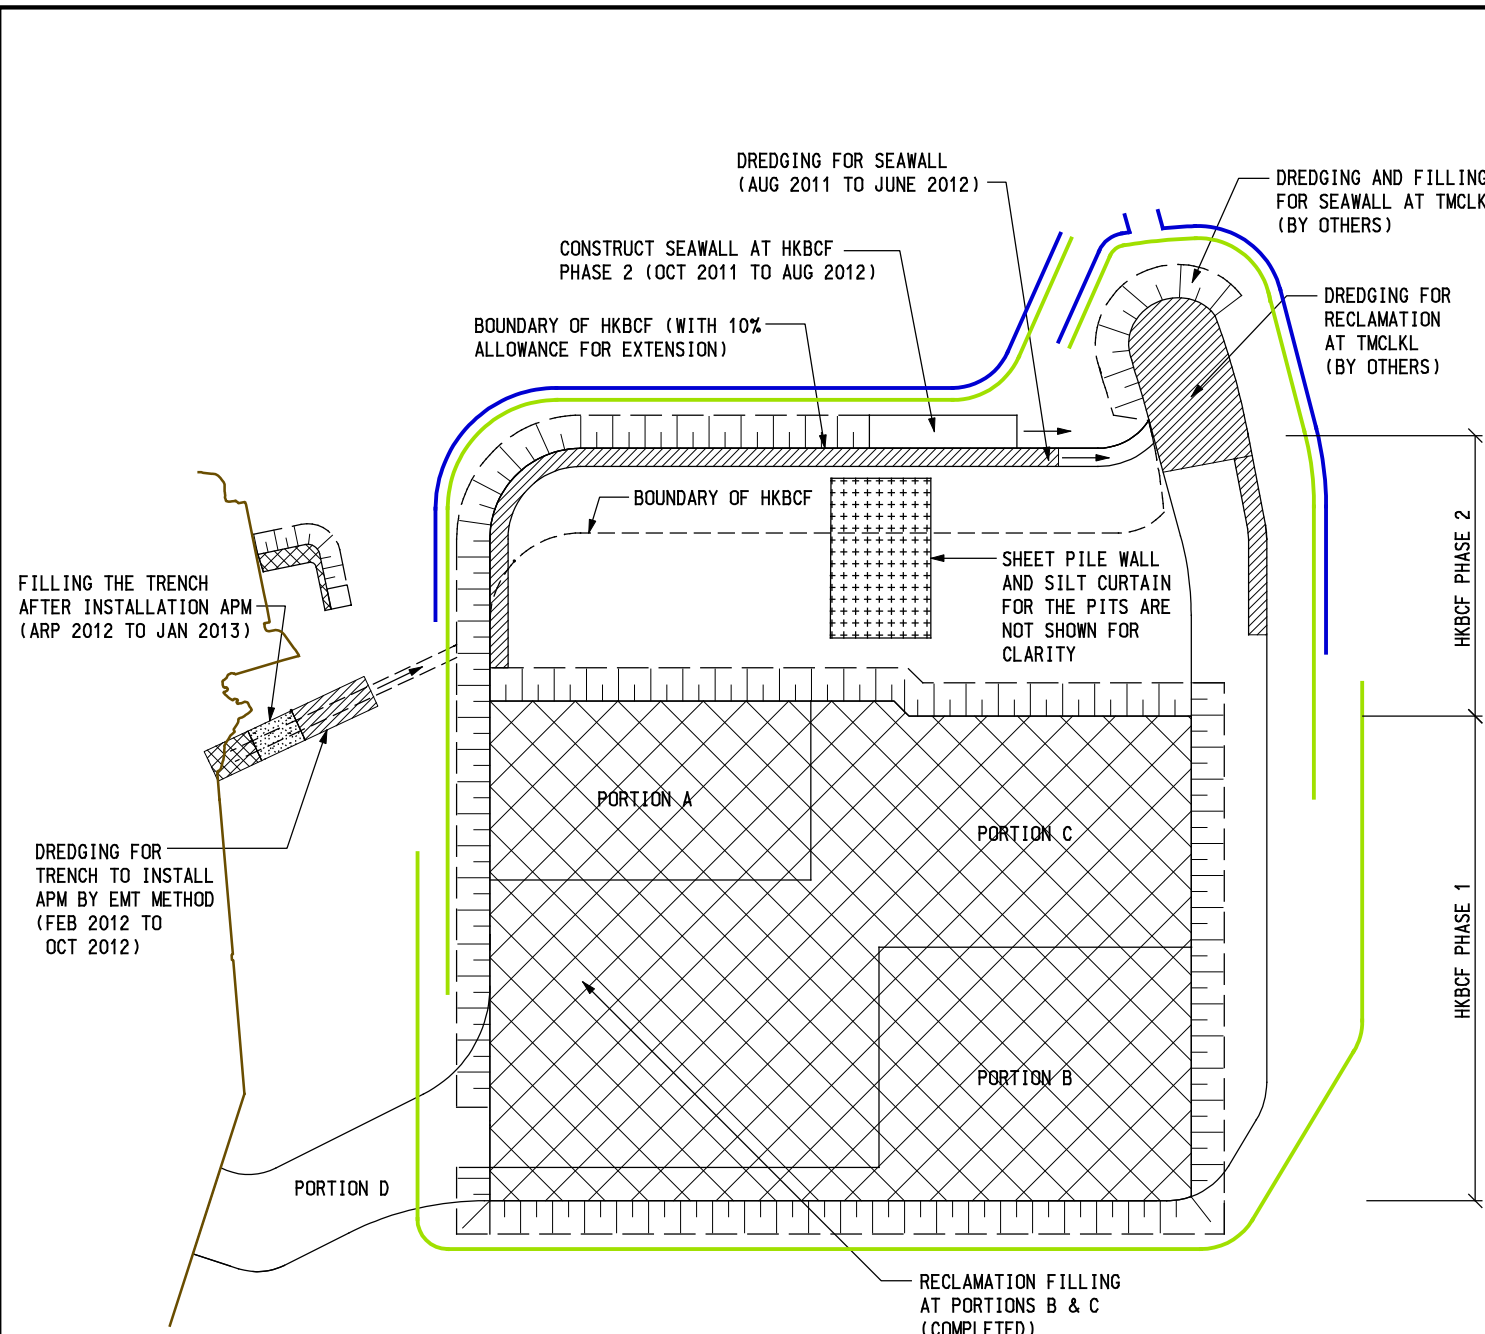 DREDGING FOR SEAWALL
(AUG 2011 TO JUNE 2012)
DREDGING AND FILLING
FOR SEAWALL AT TMCLK
(BY OTHERS)
CONSTRUCT SEAWALL AT HKBCF
PHASE 2 (OCT 2011 TO AUG 2012)
DREDGING FOR
RECLAMATION
AT TMCLKL
(BY OTHERS)
BOUNDARY OF HKBCF (WITH 10%
ALLOWANCE FOR EXTENSION)
BOUNDARY OF HKBCF
SHEET PILE WALL
AND SILT CURTAIN
FOR THE PITS ARE
NOT SHOWN FOR
CLARITY
HKBCF PHASE 2
FILLING THE TRENCH
AFTER INSTALLATION APM
(ARP 2012 TO JAN 2013)
PORTION A
PORTION C
DREDGING FOR
TRENCH TO INSTALL
APM BY EMT METHOD
(FEB 2012 TO
OCT 2012)
HKBCF PHASE 1
PORTION B
PORTION D
RECLAMATION FILLING
AT PORTIONS B & C
(COMPLETED)